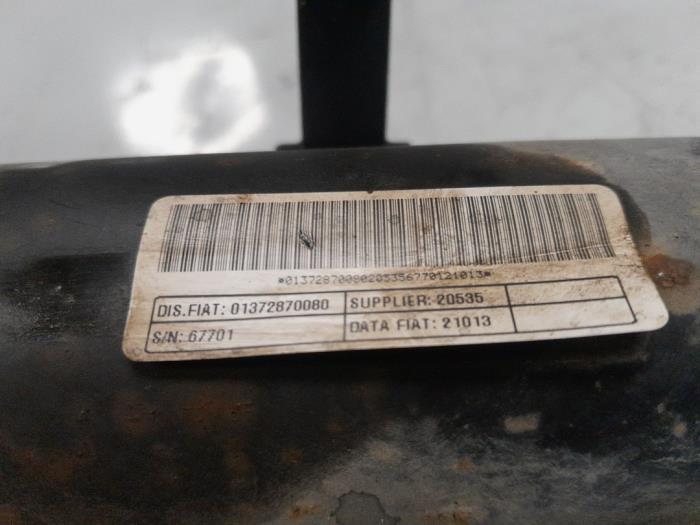 *01372870080205356770121013*
DIS.FIAT: 01372870080 SUPPLIER: 20535
S/N: 67701 DATA FIAT: 21013